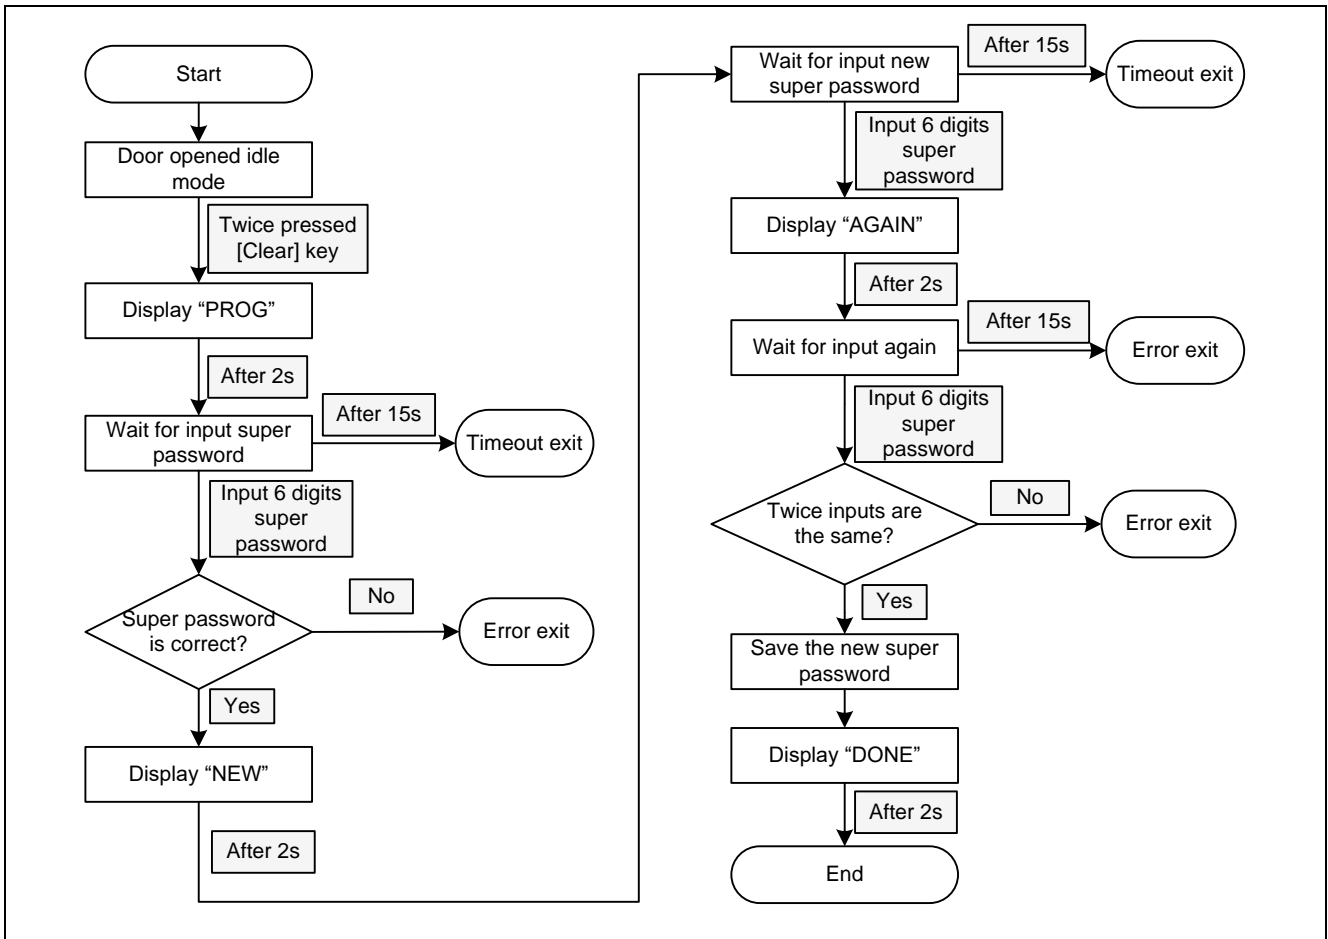 Start
Door opened idle
mode
Twice pressed
[Clear] key
Display “PROG”
After 2s
Wait for input super
password
After 15s
Timeout exit
Input 6 digits
super
password
Super password
is correct?
No
Error exit
Yes
Display “NEW”
After 2s
Wait for input new
super password
After 15s
Timeout exit
Input 6 digits
super
password
Display “AGAIN”
After 2s
Wait for input again
After 15s
Error exit
Input 6 digits
super
password
Twice inputs are
the same?
No
Error exit
Yes
Save the new super
password
Display “DONE”
After 2s
End